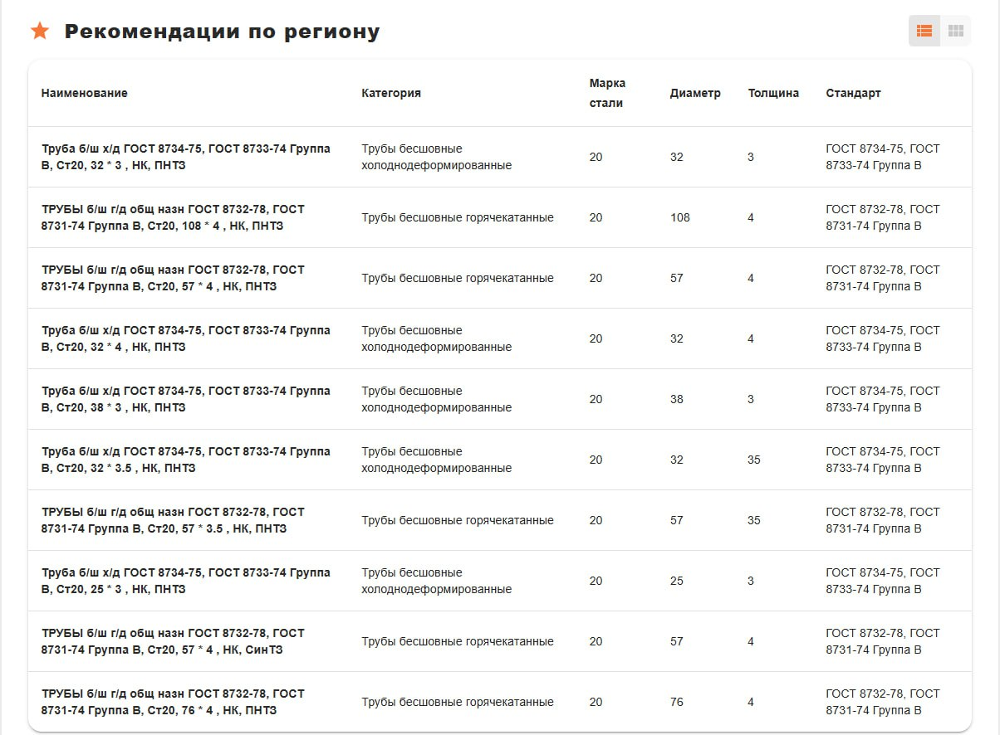 Рекомендации по региону
Наименование
Категория
Марка
стали
Диаметр
Толщина
Стандарт
Труба б/ш х/д ГОСТ 8734-75, ГОСТ 8733-74 Группа
В, Ст20, 32 * 3 , НК, ПНТЗ
Трубы бесшовные
холоднодеформированные
20
32
3
ГОСТ 8734-75, ГОСТ
8733-74 Группа В
ТРУБЫ б/ш г/д общ назн ГОСТ 8732-78, ГОСТ
8731-74 Группа В, Ст20, 108 * 4 , НК, ПНТЗ
Трубы бесшовные горячекатанные
20
108
4
ГОСТ 8732-78, ГОСТ
8731-74 Группа В
ТРУБЫ б/ш г/д общ назн ГОСТ 8732-78, ГОСТ
8731-74 Группа В, Ст20, 57 * 4 , НК, ПНТЗ
Трубы бесшовные горячекатанные
20
57
4
ГОСТ 8732-78, ГОСТ
8731-74 Группа В
Труба б/ш х/д ГОСТ 8734-75, ГОСТ 8733-74 Группа
В, Ст20, 32 * 4 , НК, ПНТЗ
Трубы бесшовные
холоднодеформированные
20
32
4
ГОСТ 8734-75, ГОСТ
8733-74 Группа В
Труба б/ш х/д ГОСТ 8734-75, ГОСТ 8733-74 Группа
В, Ст20, 38 * 3 , НК, ПНТЗ
Трубы бесшовные
холоднодеформированные
20
38
3
ГОСТ 8734-75, ГОСТ
8733-74 Группа В
Труба б/ш х/д ГОСТ 8734-75, ГОСТ 8733-74 Группа
В, Ст20, 32 * 3.5 , НК, ПНТЗ
Трубы бесшовные
холоднодеформированные
20
32
35
ГОСТ 8734-75, ГОСТ
8733-74 Группа В
ТРУБЫ б/ш г/д общ назн ГОСТ 8732-78, ГОСТ
8731-74 Группа В, Ст20, 57 * 3.5 , НК, ПНТЗ
Трубы бесшовные горячекатанные
20
57
35
ГОСТ 8732-78, ГОСТ
8731-74 Группа В
Труба б/ш х/д ГОСТ 8734-75, ГОСТ 8733-74 Группа
В, Ст20, 25 * 3 , НК, ПНТЗ
Трубы бесшовные
холоднодеформированные
20
25
3
ГОСТ 8734-75, ГОСТ
8733-74 Группа В
ТРУБЫ б/ш г/д общ назн ГОСТ 8732-78, ГОСТ
8731-74 Группа В, Ст20, 57 * 4 , НК, СинТЗ
Трубы бесшовные горячекатанные
20
57
4
ГОСТ 8732-78, ГОСТ
8731-74 Группа В
ТРУБЫ б/ш г/д общ назн ГОСТ 8732-78, ГОСТ
8731-74 Группа В, Ст20, 76 * 4 , НК, ПНТЗ
Трубы бесшовные горячекатанные
20
76
4
ГОСТ 8732-78, ГОСТ
8731-74 Группа В